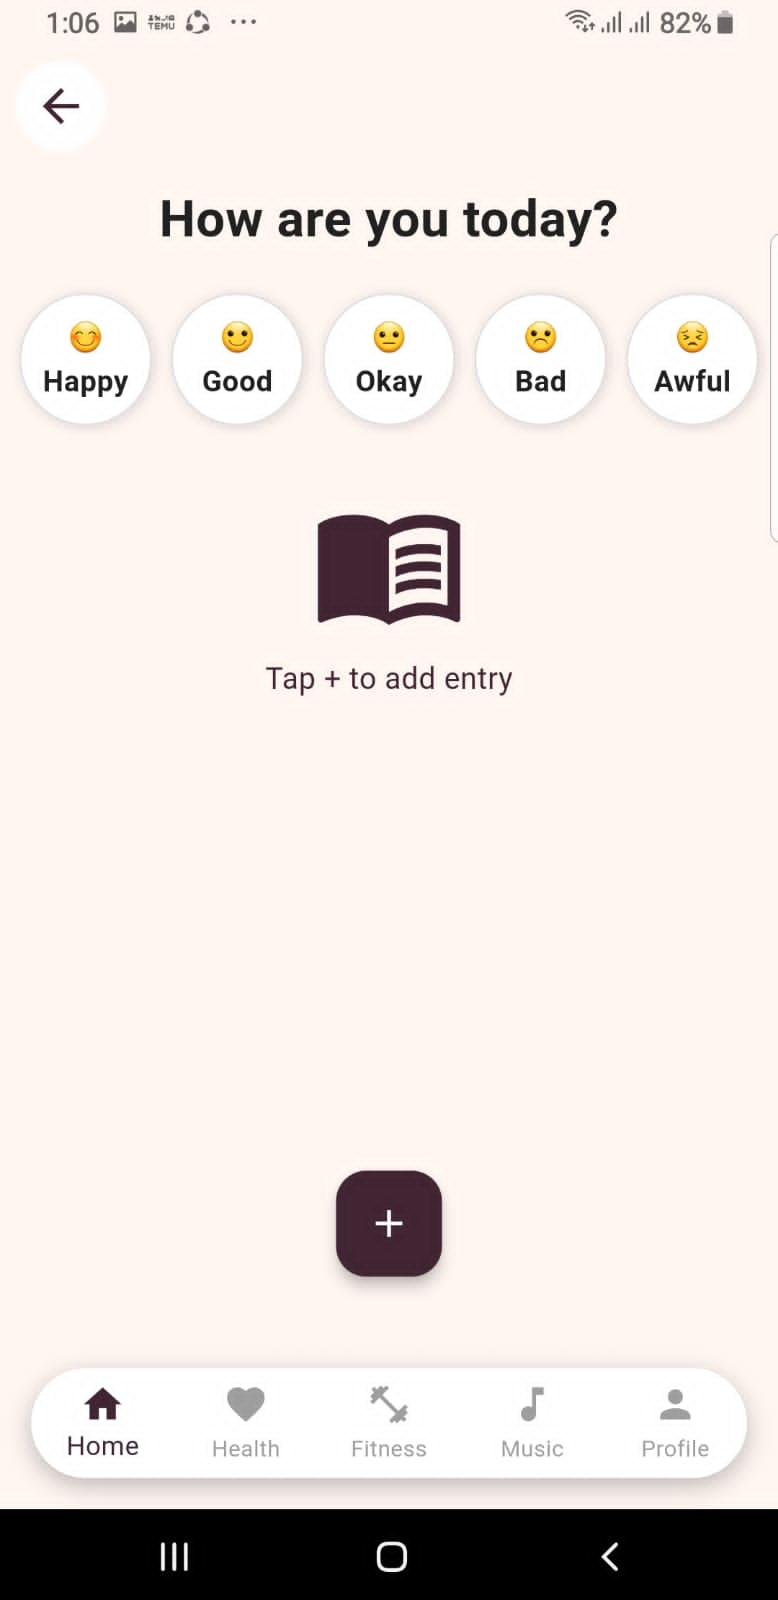 1:06 TEMU 82%
How are you today?
Happy Good Okay Bad Awful
Tap + to add entry
+
Home Health Fitness Music Profile